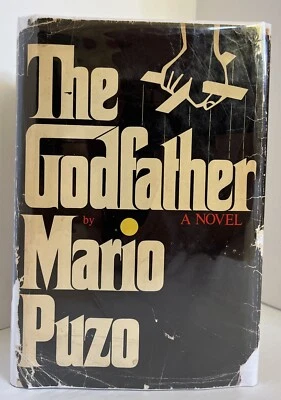 The
Godfather
by
A NOVEL
Mario
Puzo